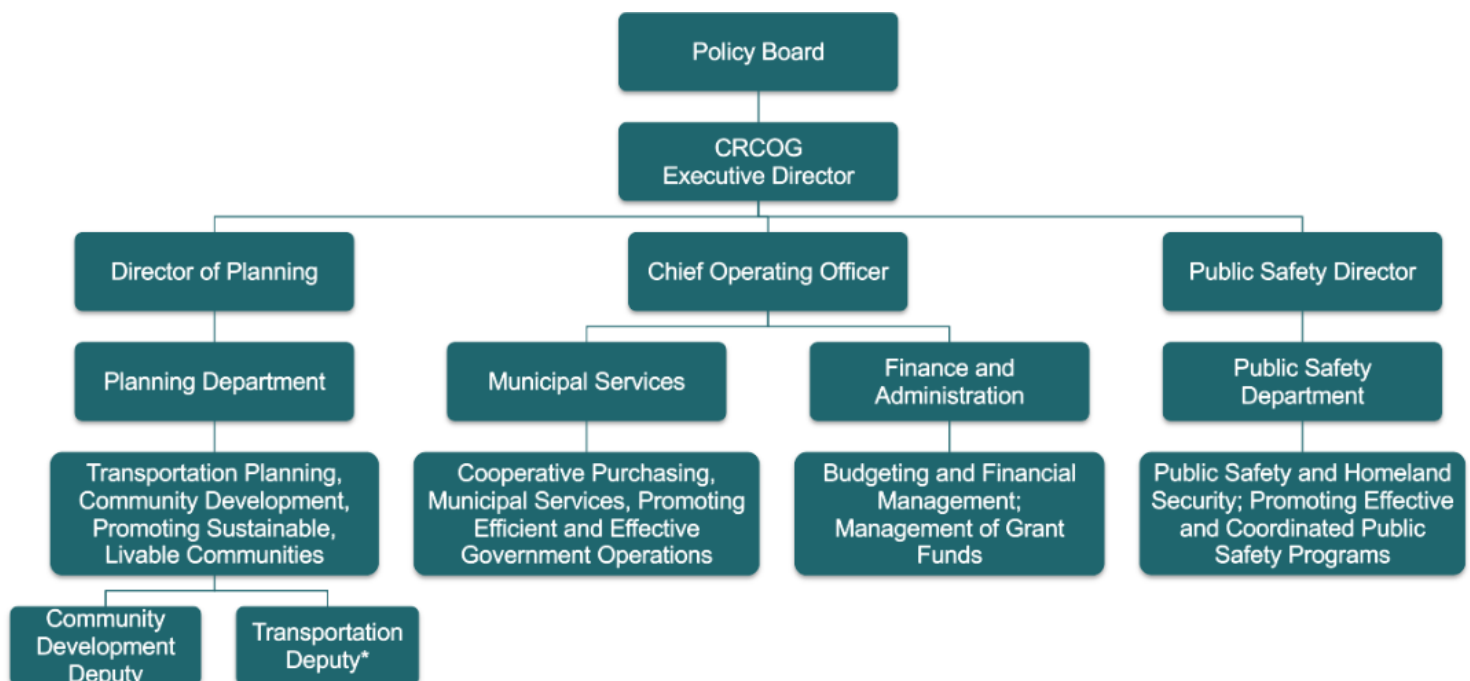 Policy Board
CRCOG
Executive Director
Director of Planning
Chief Operating Officer
Public Safety Director
Planning Department
Municipal Services
Finance and
Administration
Public Safety
Department
Transportation Planning,
Community Development,
Promoting Sustainable,
Livable Communities
Cooperative Purchasing,
Municipal Services, Promoting
Efficient and Effective
Government Operations
Budgeting and Financial
Management;
Management of Grant
Funds
Public Safety and Homeland
Security; Promoting Effective
and Coordinated Public
Safety Programs
Community
Development
Deputy
Transportation
Deputy*